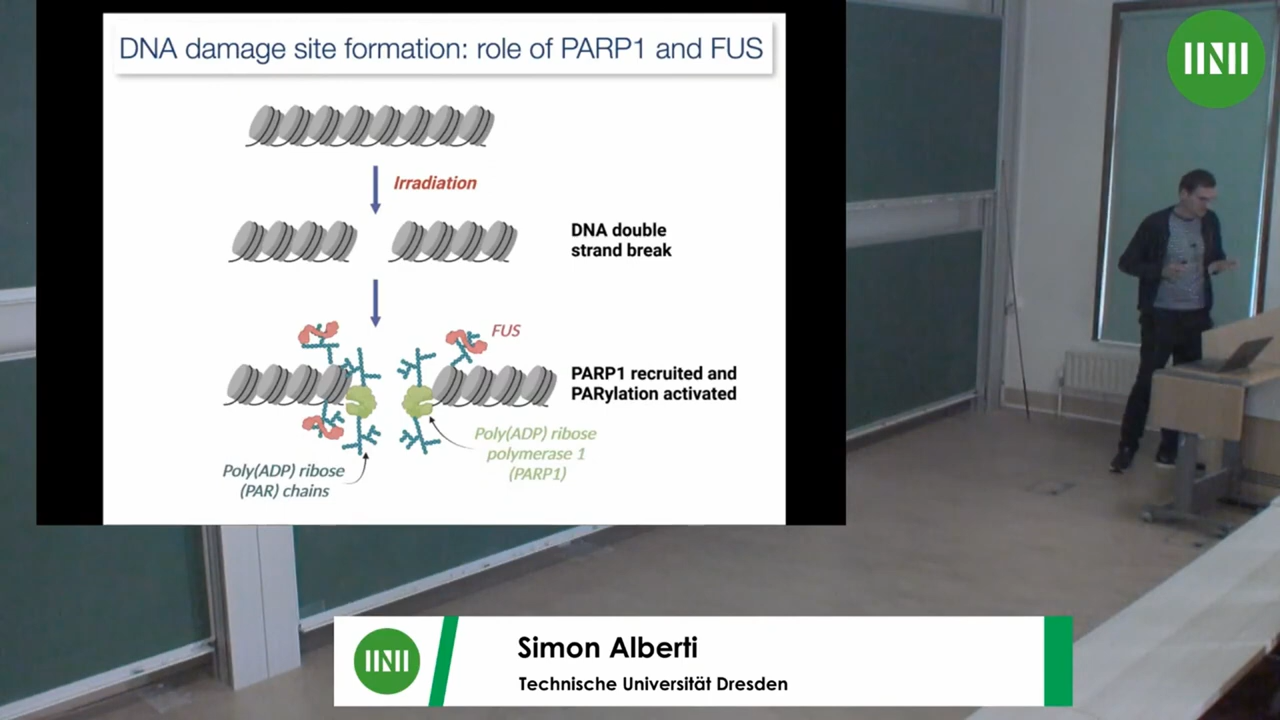 DNA damage site formation: role of PARP1 and FUS
Irradiation
DNA double
strand break
FUS
PARP1 recruited and
PARylation activated
Poly(ADP) ribose
polymerase 1
(PARP1)
Poly(ADP) ribose
(PAR) chains
Simon Alberti
Technische Universität Dresden